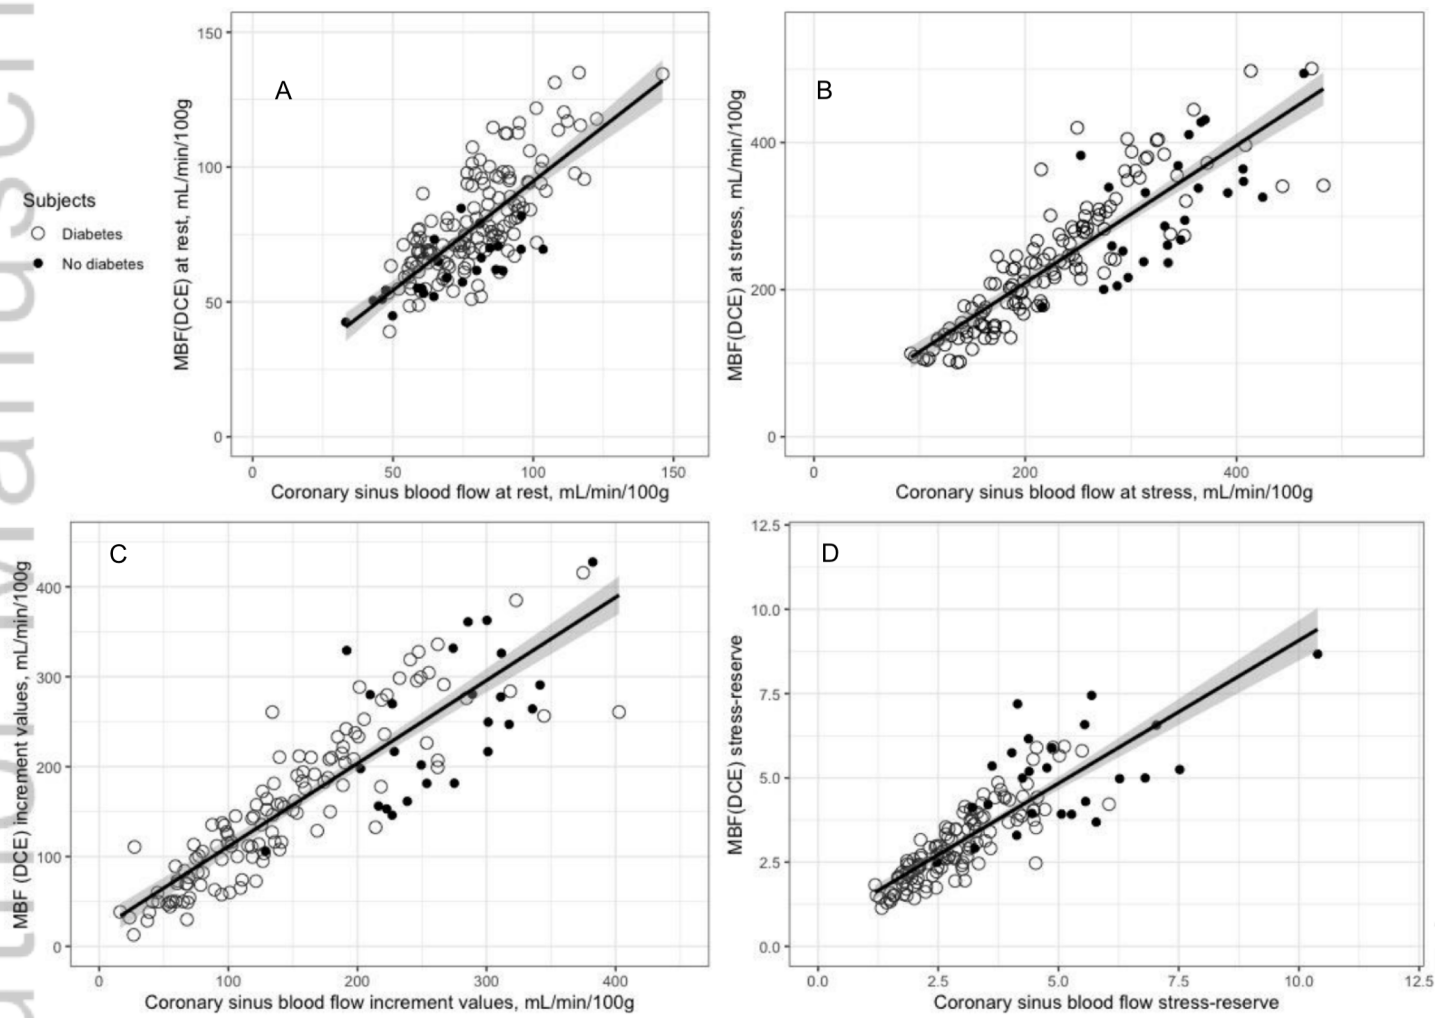 Subjects
Diabetes
No diabetes
A
MBF(DCE) at rest, mL/min/100g
150
100
50
0
0 50 100 150
Coronary sinus blood flow at rest, mL/min/100g
B
MBF(DCE) at stress, mL/min/100g
400
200
0
0 200 400
Coronary sinus blood flow at stress, mL/min/100g
C
MBF (DCE) increment values, mL/min/100g
400
300
200
100
0
0 100 200 300 400
Coronary sinus blood flow increment values, mL/min/100g
D
MBF(DCE) stress-reserve
12.5
10.0
7.5
5.0
2.5
0.0
0.0 2.5 5.0 7.5 10.0 12.5
Coronary sinus blood flow stress-reserve